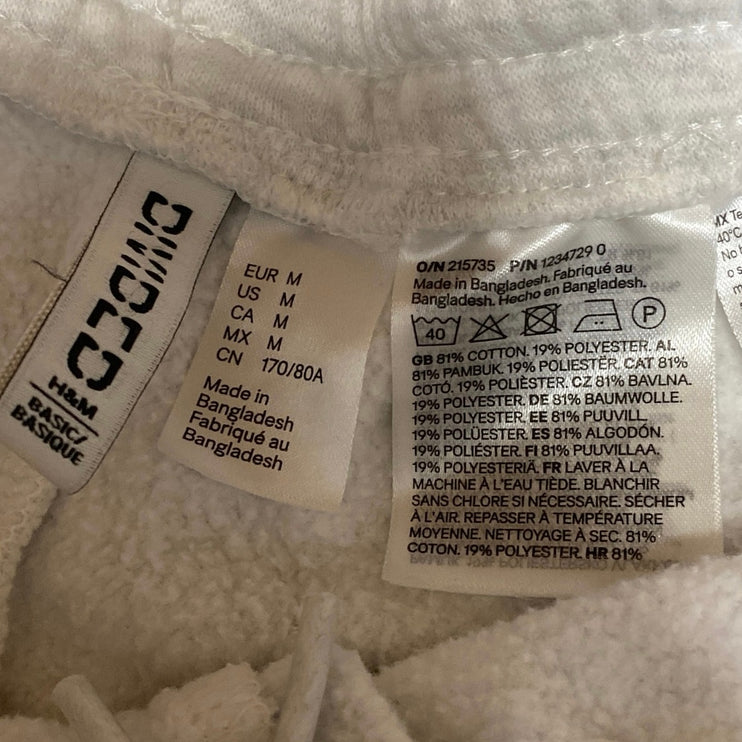 DIVIDED
H&M
BASIC/
BASIQUE
EUR M
US M
CA M
MX M
CN 170/80A
Made in
Bangladesh
Fabriqué au
Bangladesh
O/N 215735 P/N 1234729 0
Made in Bangladesh. Fabriqué au
Bangladesh. Hecho en Bangladesh.
40 P
GB 81% COTTON. 19% POLYESTER. AI.
81% PAMBUK. 19% POLIESTER. CAT 81%
COTÓ. 19% POLIÈSTER. CZ 81% BAVLNA.
19% POLYESTER. DE 81% BAUMWOLLE.
19% POLYESTER. EE 81% PUUVILL.
19% POLÜESTER. ES 81% ALGODÓN.
19% POLIÉSTER. FI 81% PUUVILLAA.
19% POLYESTERIÄ. FR LAVER À LA
MACHINE À L'EAU TIÈDE. BLANCHIR
SANS CHLORE SI NÉCESSAIRE. SÉCHER
À L'AIR. REPASSER À TEMPÉRATURE
MOYENNE. NETTOYAGE À SEC. 81%
COTON. 19% POLYESTER. HR 81%
MX Te
40°C
No
o s